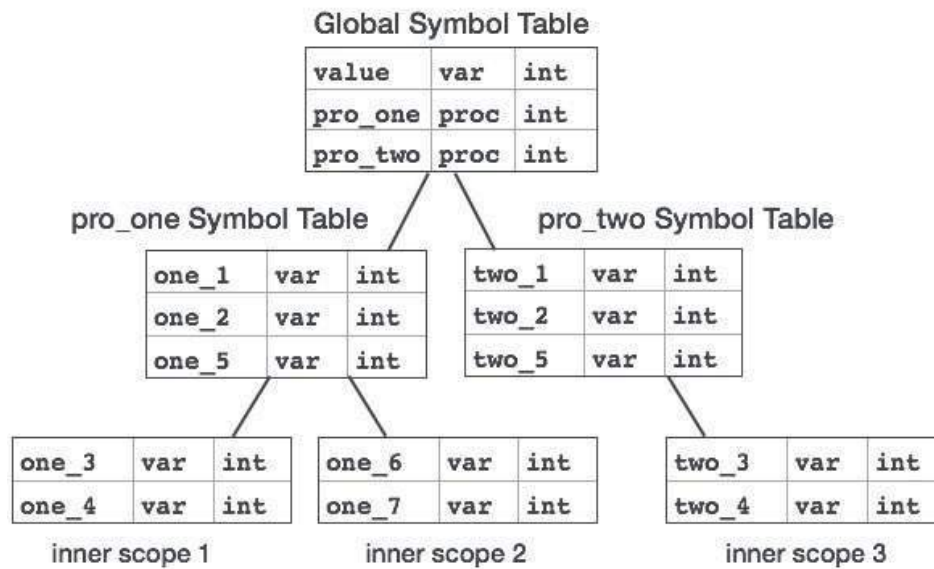 Global Symbol Table
value var int
pro_one proc int
pro_two proc int
pro_one Symbol Table
one_1 var int
one_2 var int
one_5 var int
pro_two Symbol Table
two_1 var int
two_2 var int
two_5 var int
one_3 var int
one_4 var int
inner scope 1
one_6 var int
one_7 var int
inner scope 2
two_3 var int
two_4 var int
inner scope 3